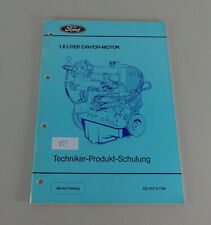 Ford
1.6 LITER CVH/CFI-MOTOR
Techniker-Produkt-Schulung
Service Training